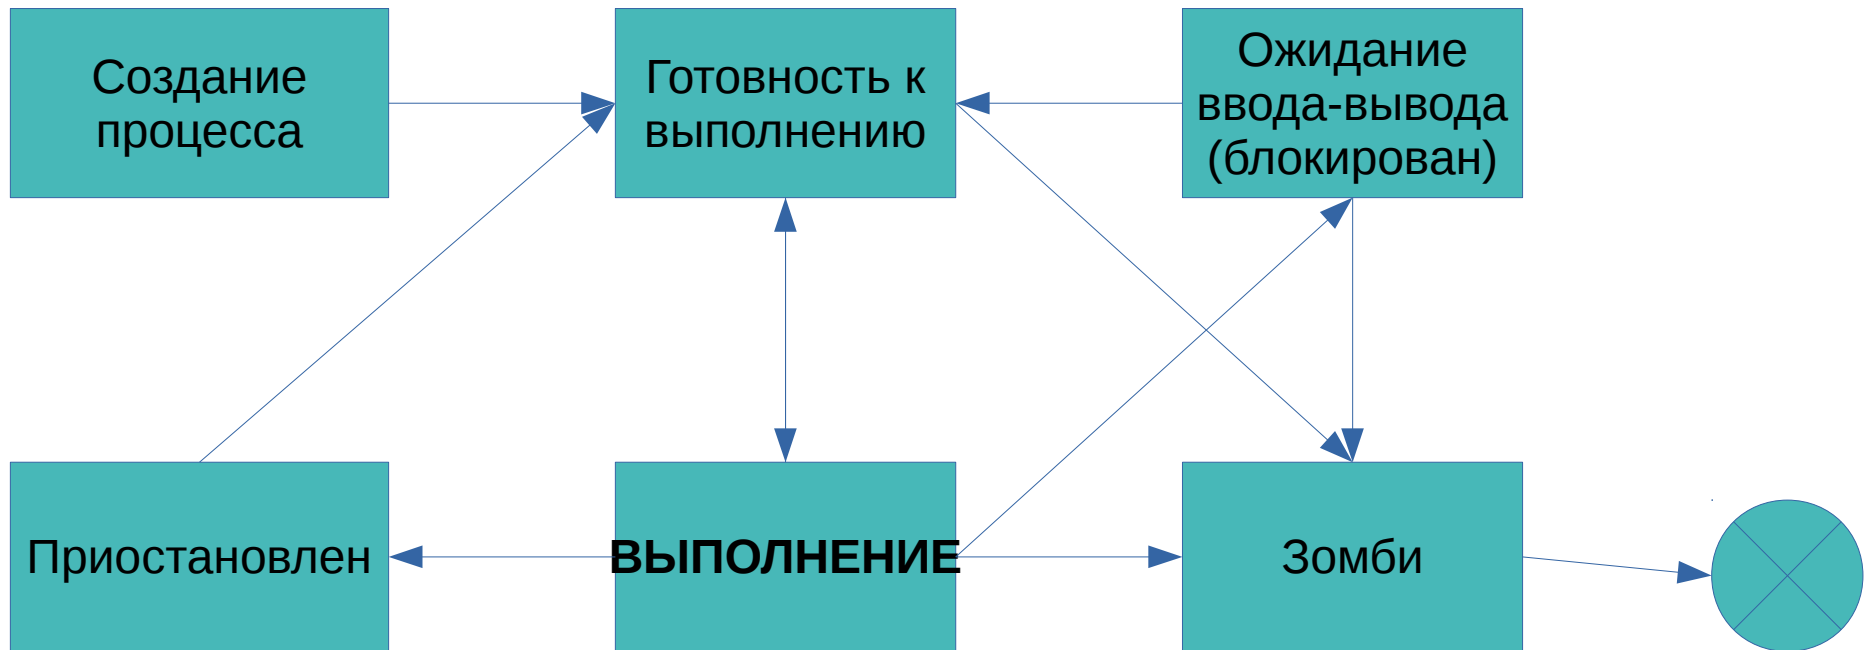 Создание
процесса
Готовность к
выполнению
Ожидание
ввода-вывода
(блокирован)
Приостановлен
ВЫПОЛНЕНИЕ
Зомби